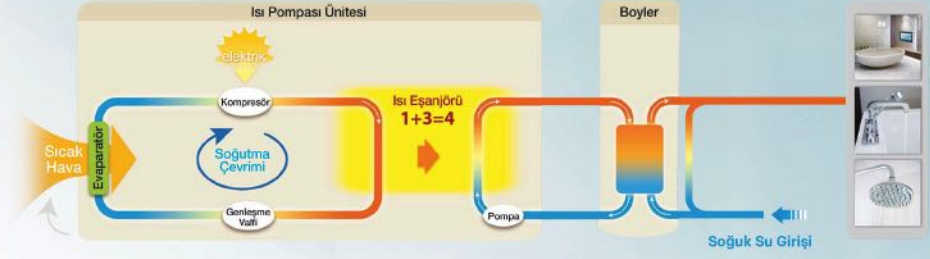 Isı Pompası Ünitesi
Boyler
elektrik
Kompresör
Isı Eşanjörü
1+3=4
Sıcak
Hava
Evaparatör
Soğutma
Çevrimi
Genleşme
Valfi
Pompa
Soğuk Su Girişi